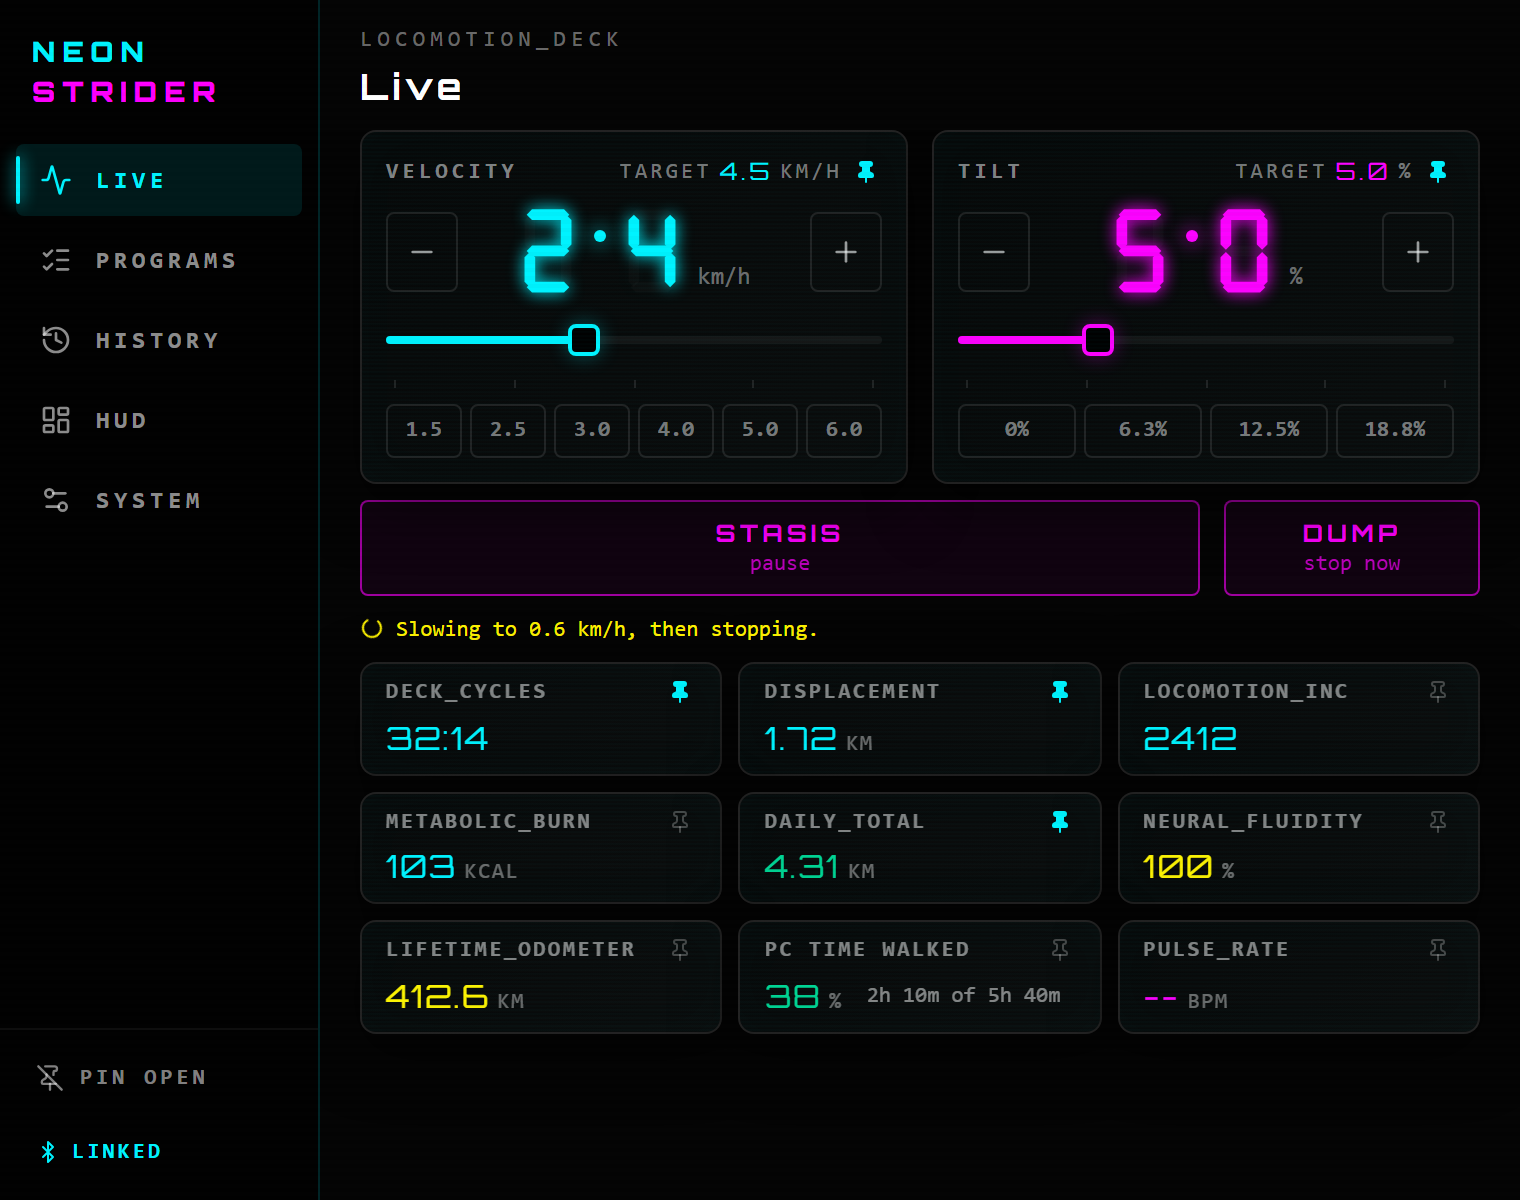 NEON
STRIDER
LIVE
PROGRAMS
HISTORY
HUD
SYSTEM
PIN OPEN
LINKED
LOCOMOTION_DECK
Live
VELOCITY TARGET 4.5 KM/H
− 2.4 km/h +
1.5 2.5 3.0 4.0 5.0 6.0
TILT TARGET 5.0 %
− 5.0 % +
0% 6.3% 12.5% 18.8%
STASIS
pause
DUMP
stop now
Slowing to 0.6 km/h, then stopping.
DECK_CYCLES
32:14
DISPLACEMENT
1.72 KM
LOCOMOTION_INC
2412
METABOLIC_BURN
103 KCAL
DAILY_TOTAL
4.31 KM
NEURAL_FLUIDITY
100 %
LIFETIME_ODOMETER
412.6 KM
PC TIME WALKED
38 % 2h 10m of 5h 40m
PULSE_RATE
-- BPM